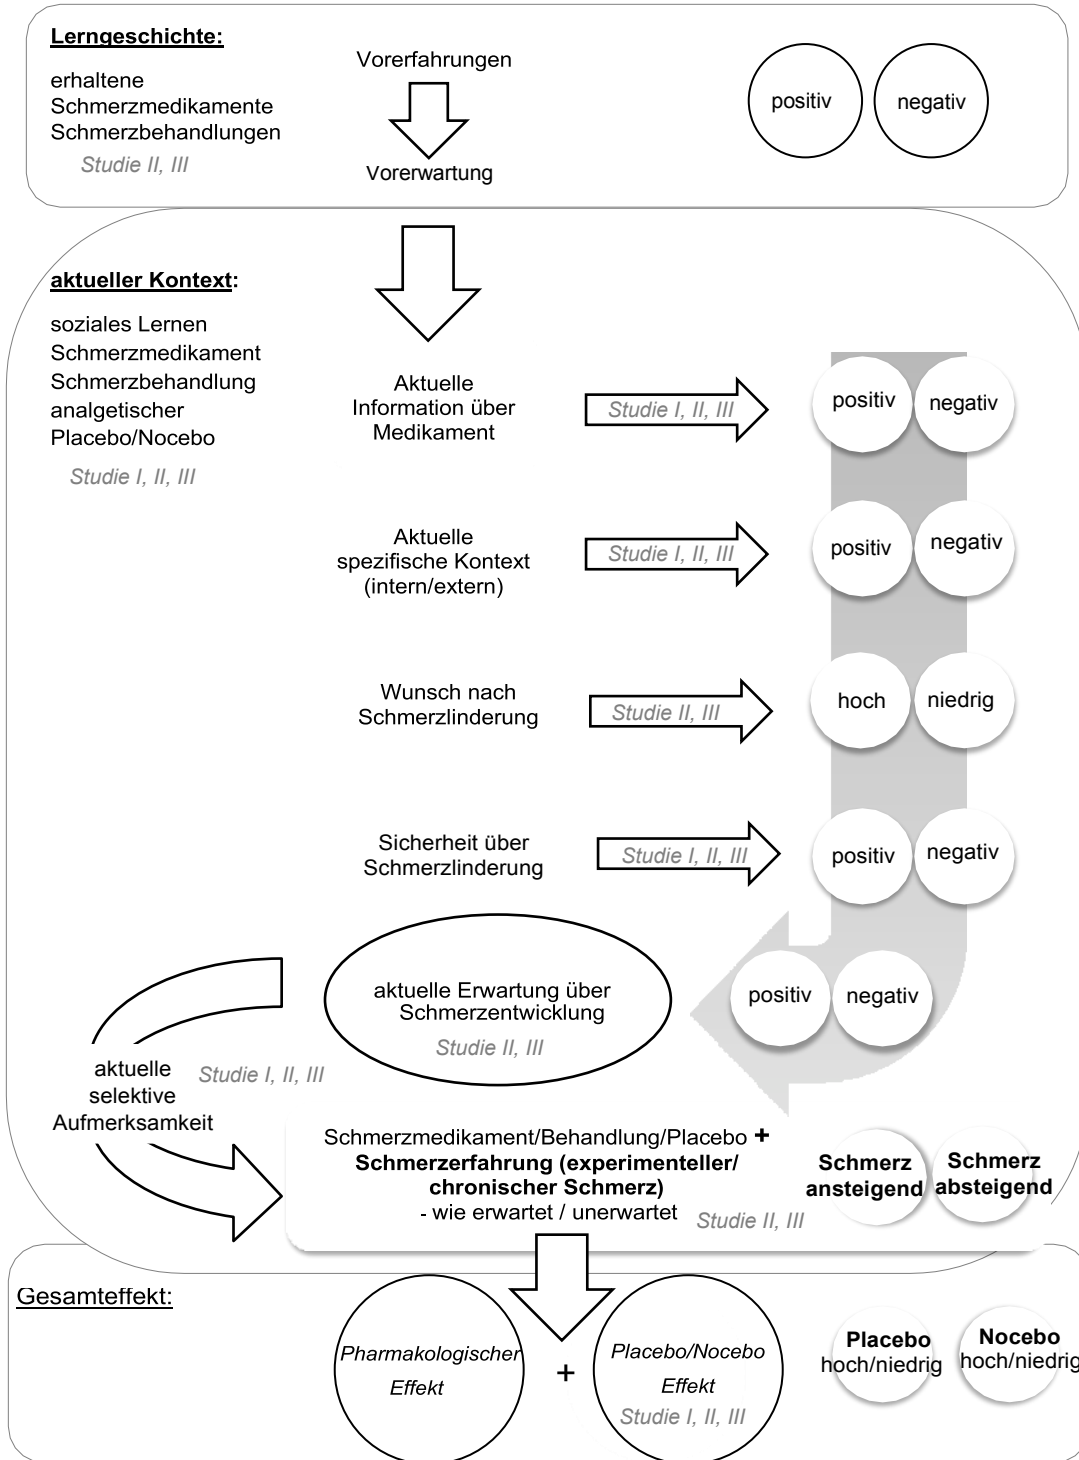 Lerngeschichte:
erhaltene
Schmerzmedikamente
Schmerzbehandlungen
Studie II, III
Vorerfahrungen
Vorerwartung
positiv
negativ
aktueller Kontext:
soziales Lernen
Schmerzmedikament
Schmerzbehandlung
analgetischer
Placebo/Nocebo
Studie I, II, III
Aktuelle
Information über
Medikament
Studie I, II, III
positiv
negativ
Aktuelle
spezifische Kontext
(intern/extern)
Studie I, II, III
positiv
negativ
Wunsch nach
Schmerzlinderung
Studie II, III
hoch
niedrig
Sicherheit über
Schmerzlinderung
Studie I, II, III
positiv
negativ
aktuelle Erwartung über
Schmerzentwicklung
Studie II, III
positiv
negativ
aktuelle
selektive
Aufmerksamkeit
Studie I, II, III
Schmerzmedikament/Behandlung/Placebo +
Schmerzerfahrung (experimenteller/
chronischer Schmerz)
- wie erwartet / unerwartet
Studie II, III
Schmerz
ansteigend
Schmerz
absteigend
Gesamteffekt:
Pharmakologischer
Effekt
+
Placebo/Nocebo
Effekt
Studie I, II, III
Placebo
hoch/niedrig
Nocebo
hoch/niedrig